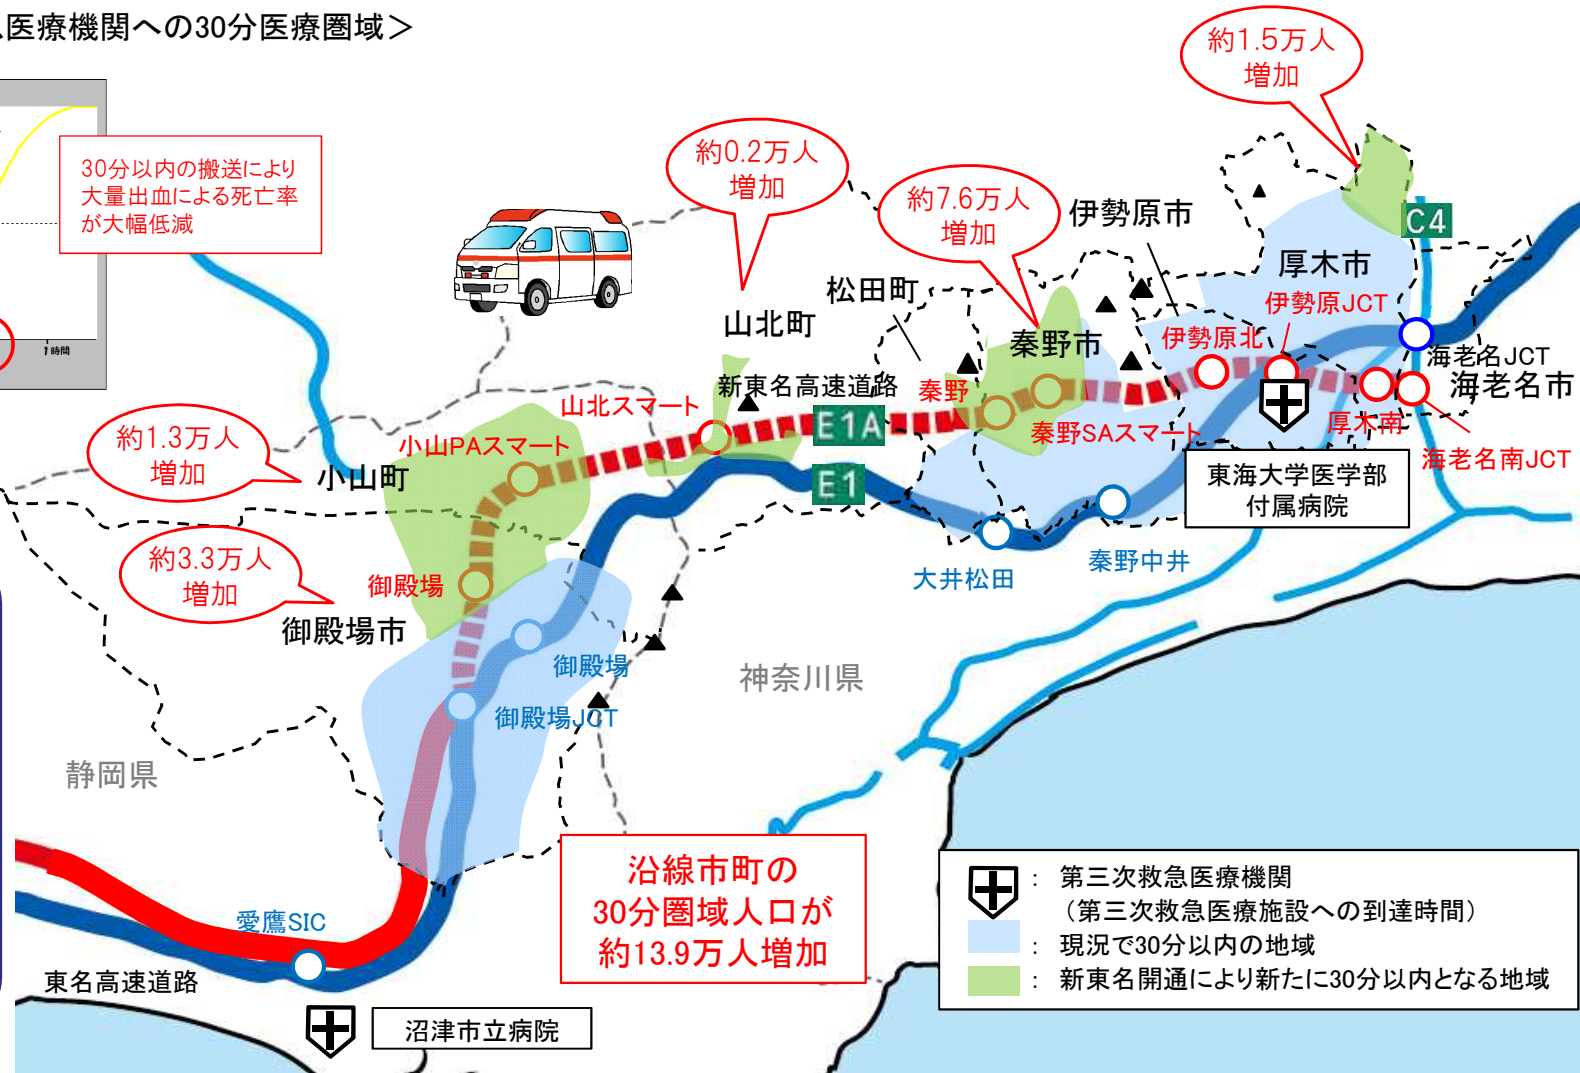 医療機関への30分医療圏域＞
30分以内の搬送により
大量出血による死亡率
が大幅低減
1時間
約1.5万人
増加
約0.2万人
増加
約7.6万人
増加
伊勢原市
C4
厚木市
松田町
伊勢原JCT
山北町
秦野市
伊勢原北
海老名JCT
新東名高速道路
秦野
海老名市
山北スマート
E1A
秦野SAスマート
厚木南
約1.3万人
増加
小山PAスマート
海老名南JCT
小山町
E1
東海大学医学部
付属病院
約3.3万人
増加
御殿場
大井松田
秦野中井
御殿場市
御殿場
神奈川県
御殿場JCT
静岡県
沿線市町の
30分圏域人口が
約13.9万人増加
：第三次救急医療機関
（第三次救急医療施設への到達時間）
：現況で30分以内の地域
：新東名開通により新たに30分以内となる地域
愛鷹SIC
東名高速道路
沼津市立病院